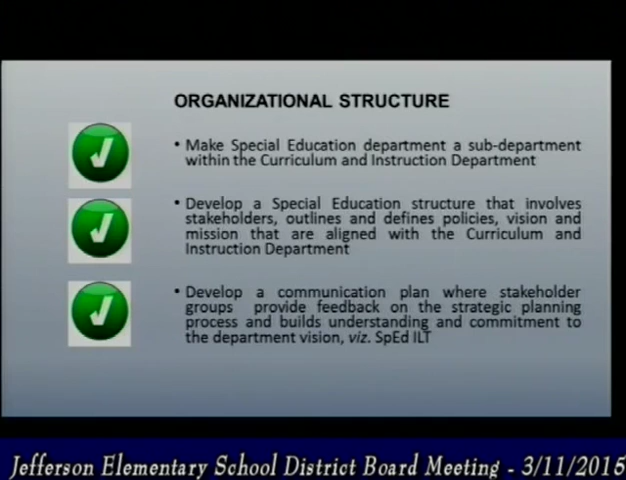 ORGANIZATIONAL STRUCTURE
• Make Special Education department a sub-department
within the Curriculum and Instruction Department
• Develop a Special Education structure that involves
stakeholders, outlines and defines policies, vision and
mission that are aligned with the Curriculum and
Instruction Department
• Develop a communication plan where stakeholder
groups provide feedback on the strategic planning
process and builds understanding and commitment to
the department vision, viz. SpEd ILT
Jefferson Elementary School District Board Meeting - 3/11/2015